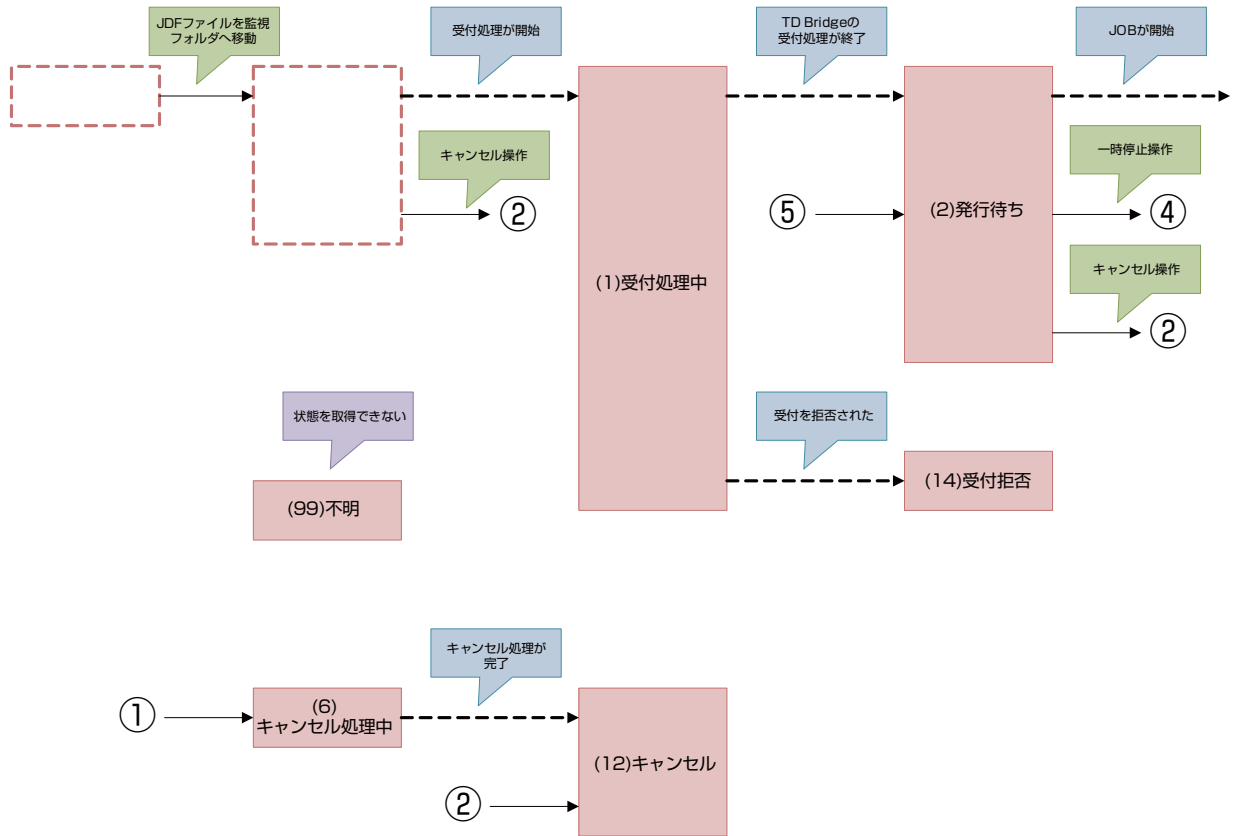 JDFファイルを監視
フォルダへ移動
受付処理が開始
TD Bridgeの
受付処理が終了
JOBが開始
キャンセル操作
②
(1)受付処理中
⑤
(2)発行待ち
一時停止操作
④
キャンセル操作
②
状態を取得できない
(99)不明
受付を拒否された
(14)受付拒否
①
(6)
キャンセル処理中
キャンセル処理が
完了
②
(12)キャンセル